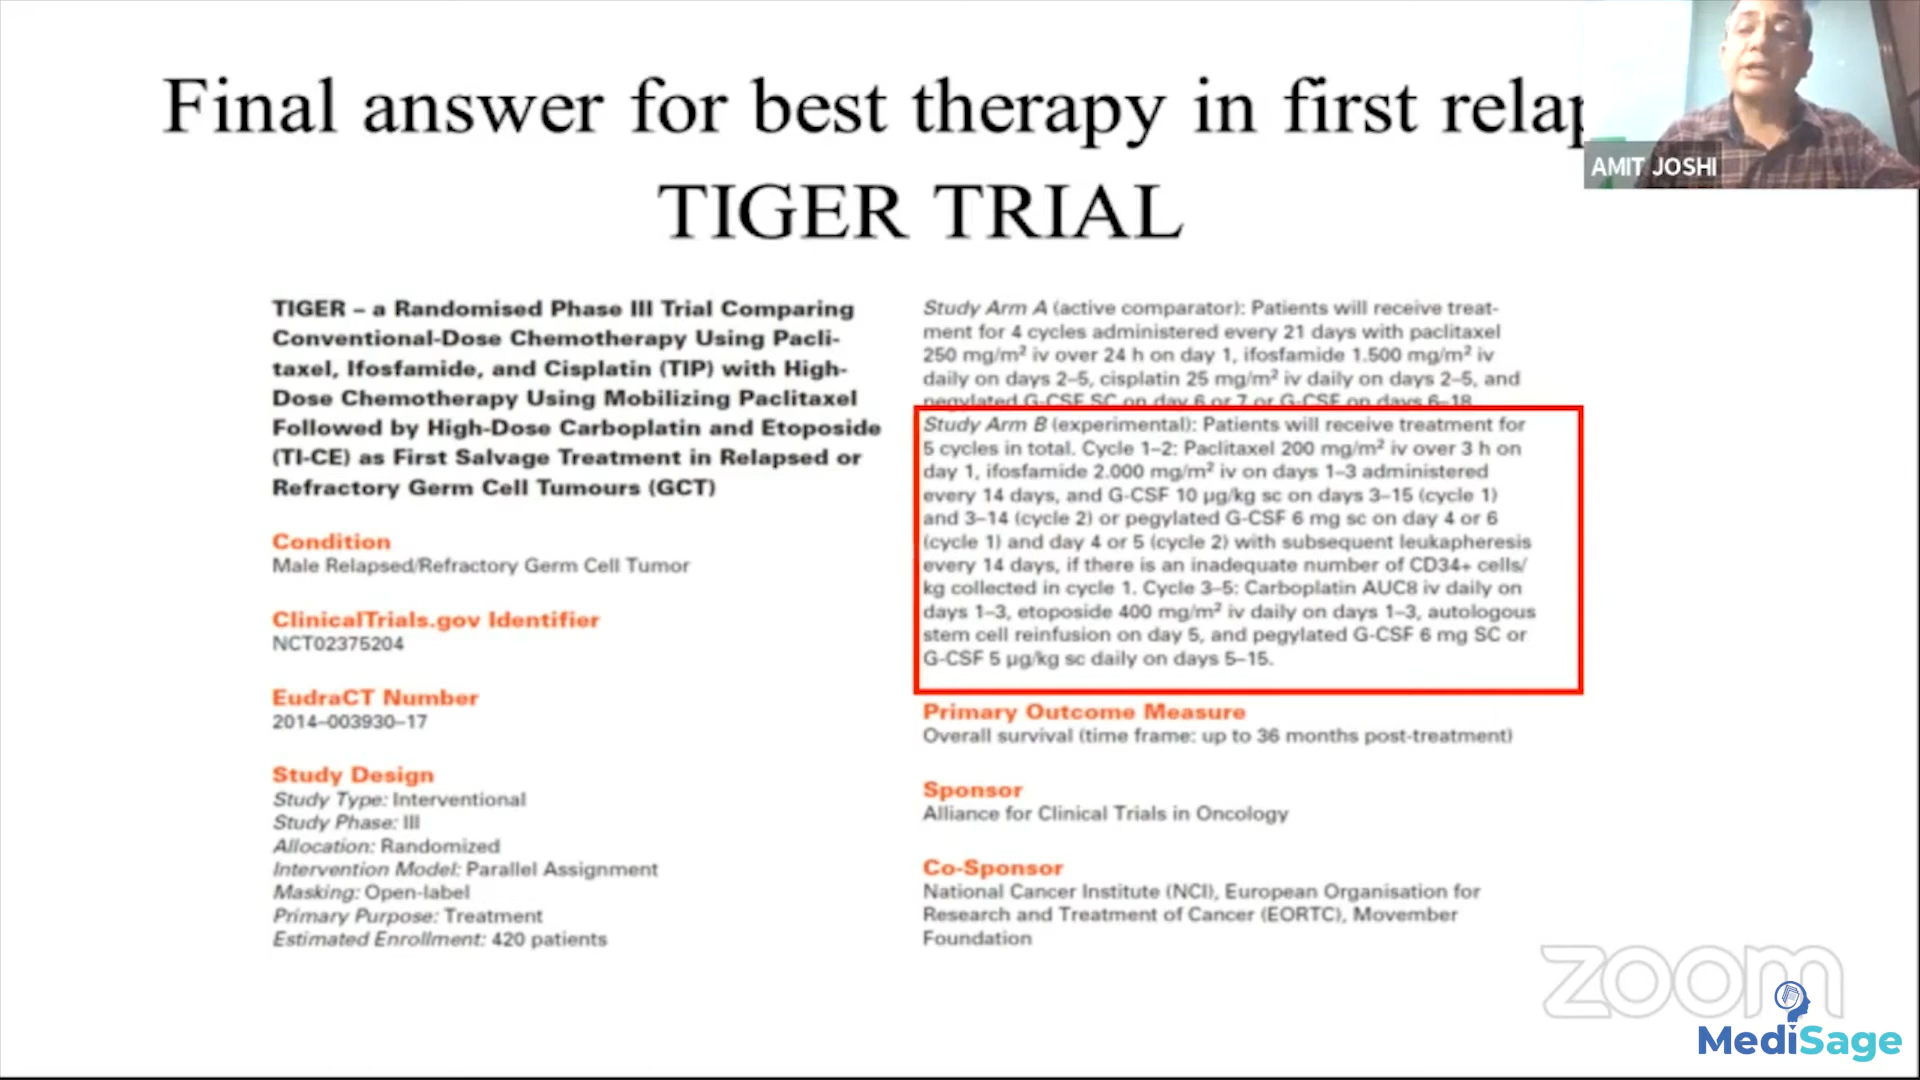 Final answer for best therapy in first relap
TIGER TRIAL
AMIT JOSHI
TIGER – a Randomised Phase III Trial Comparing
Conventional-Dose Chemotherapy Using Pacli-
taxel, Ifosfamide, and Cisplatin (TIP) with High-
Dose Chemotherapy Using Mobilizing Paclitaxel
Followed by High-Dose Carboplatin and Etoposide
(TI-CE) as First Salvage Treatment in Relapsed or
Refractory Germ Cell Tumours (GCT)
Condition
Male Relapsed/Refractory Germ Cell Tumor
ClinicalTrials.gov Identifier
NCT02375204
EudraCT Number
2014–003930–17
Study Design
Study Type: Interventional
Study Phase: III
Allocation: Randomized
Intervention Model: Parallel Assignment
Masking: Open-label
Primary Purpose: Treatment
Estimated Enrollment: 420 patients
Study Arm A (active comparator): Patients will receive treat-
ment for 4 cycles administered every 21 days with paclitaxel
250 mg/m² iv over 24 h on day 1, ifosfamide 1.500 mg/m² iv
daily on days 2–5, cisplatin 25 mg/m² iv daily on days 2–5, and
pegylated G-CSF SC on day 6 or 7 or G-CSF on days 6–18
Study Arm B (experimental): Patients will receive treatment for
5 cycles in total. Cycle 1–2: Paclitaxel 200 mg/m² iv over 3 h on
day 1, ifosfamide 2.000 mg/m² iv on days 1–3 administered
every 14 days, and G-CSF 10 µg/kg sc on days 3–15 (cycle 1)
and 3–14 (cycle 2) or pegylated G-CSF 6 mg sc on day 4 or 6
(cycle 1) and day 4 or 5 (cycle 2) with subsequent leukapheresis
every 14 days, if there is an inadequate number of CD34+ cells/
kg collected in cycle 1. Cycle 3–5: Carboplatin AUC8 iv daily on
days 1–3, etoposide 400 mg/m² iv daily on days 1–3, autologous
stem cell reinfusion on day 5, and pegylated G-CSF 6 mg SC or
G-CSF 5 µg/kg sc daily on days 5–15.
Primary Outcome Measure
Overall survival (time frame: up to 36 months post-treatment)
Sponsor
Alliance for Clinical Trials in Oncology
Co-Sponsor
National Cancer Institute (NCI), European Organisation for
Research and Treatment of Cancer (EORTC), Movember
Foundation
zoom
MediSage